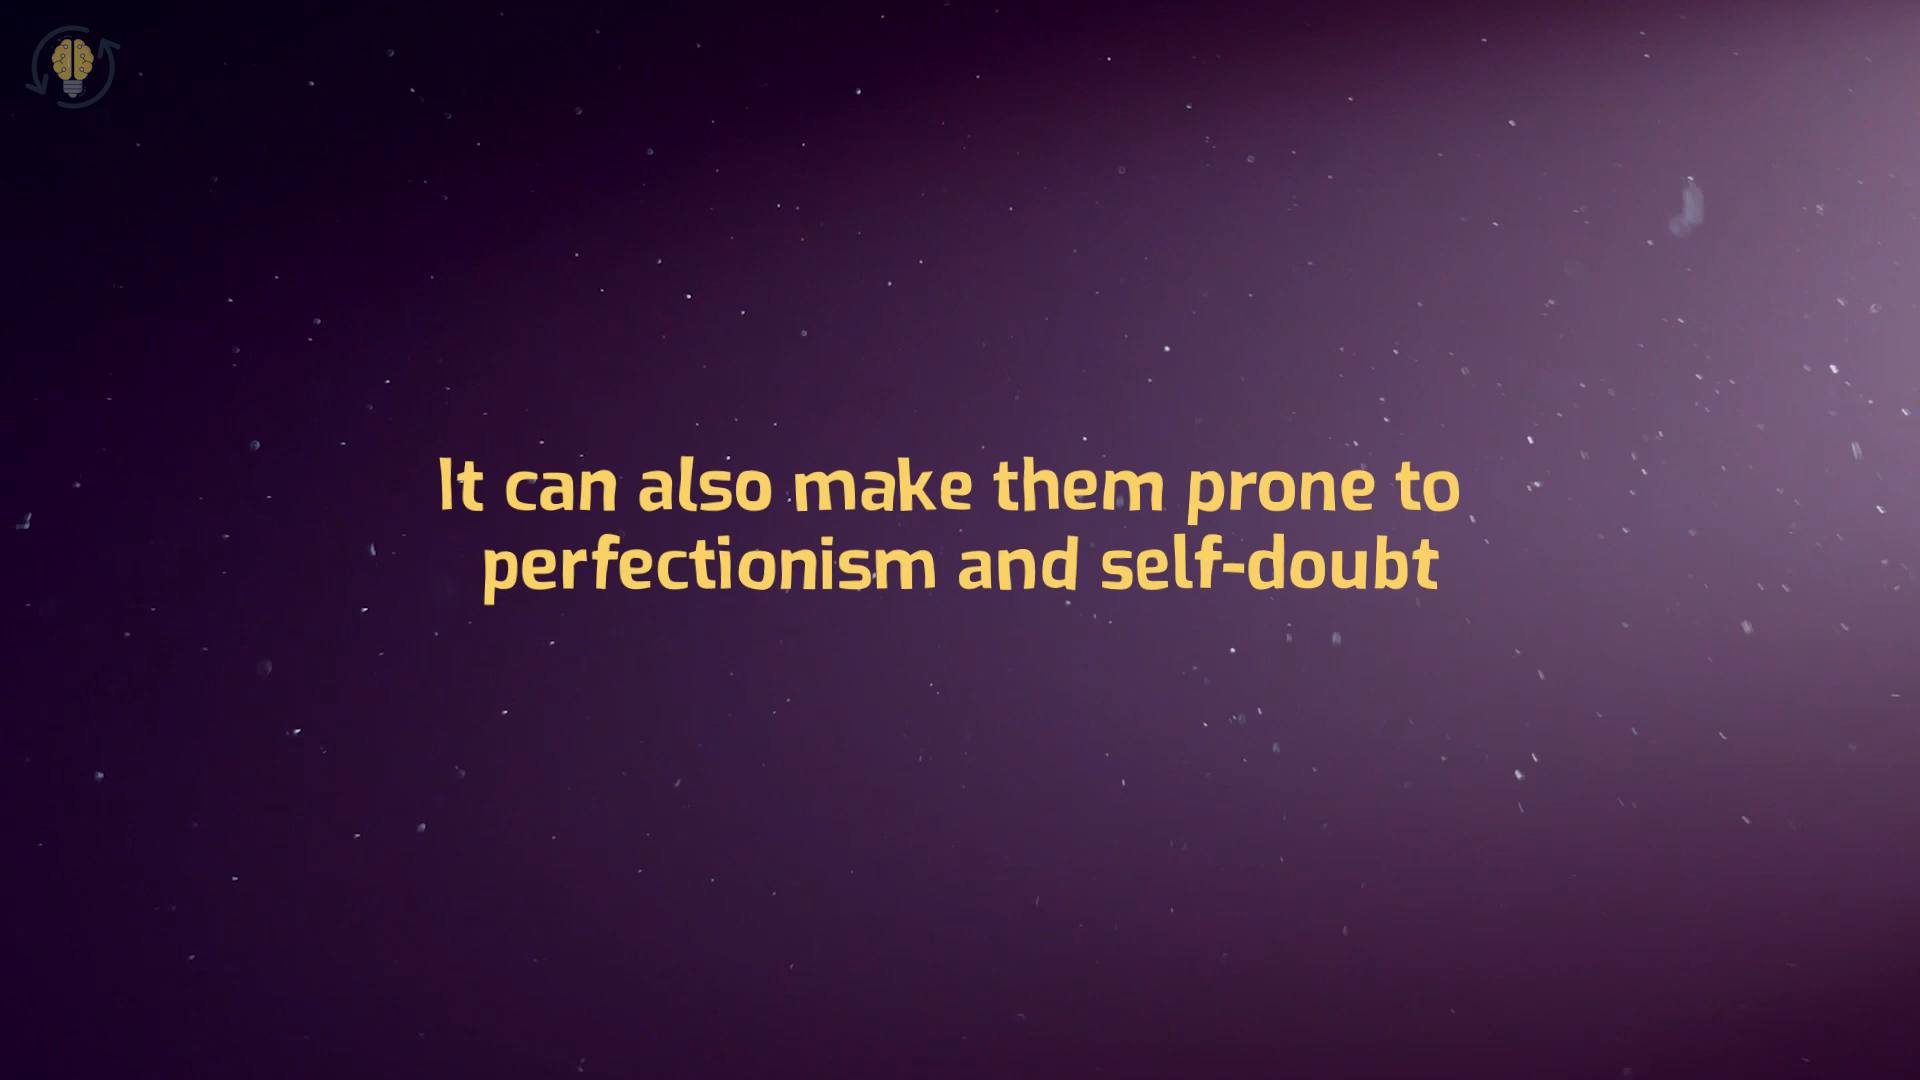 It can also make them prone to
perfectionism and self-doubt